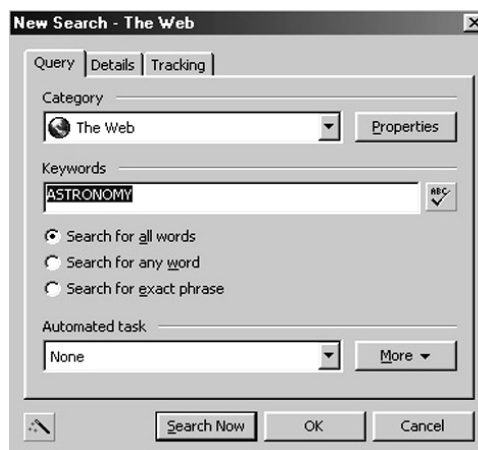 New Search - The Web
Query Details Tracking
Category
The Web Properties
Keywords
ASTRONOMY ABC
Search for all words
Search for any word
Search for exact phrase
Automated task
None More
Search Now OK Cancel